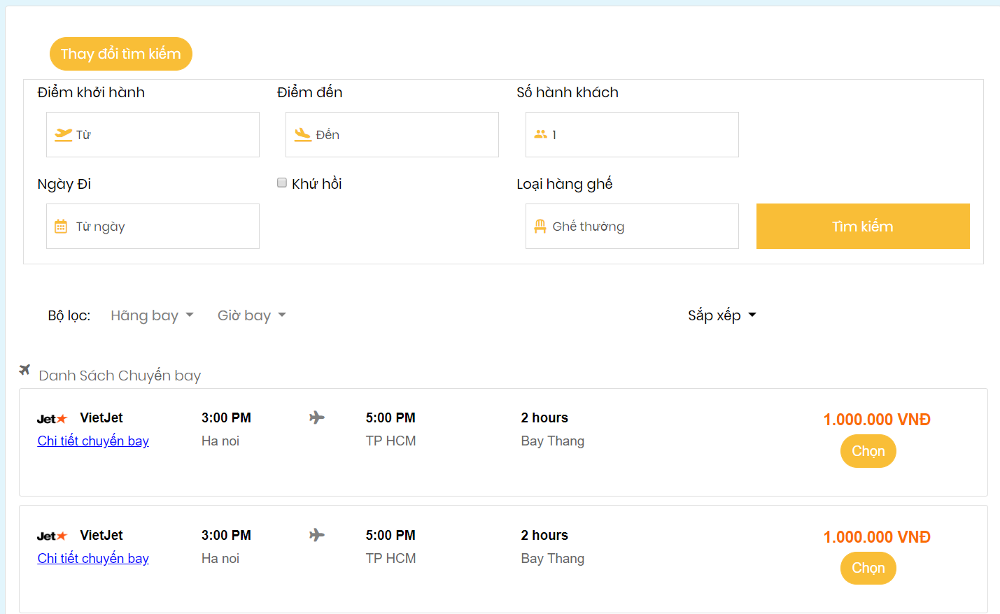 Thay đổi tìm kiếm
Điểm khởi hành Điểm đến Số hành khách
Từ Đến 1
Ngày Đi Khứ hồi Loại hàng ghế
Từ ngày Ghế thường Tìm kiếm
Bộ lọc: Hãng bay Giờ bay Sắp xếp
Danh Sách Chuyến bay
Jet VietJet 3:00 PM 5:00 PM 2 hours 1.000.000 VNĐ
Chi tiết chuyến bay Ha noi TP HCM Bay Thang Chọn
Jet VietJet 3:00 PM 5:00 PM 2 hours 1.000.000 VNĐ
Chi tiết chuyến bay Ha noi TP HCM Bay Thang Chọn